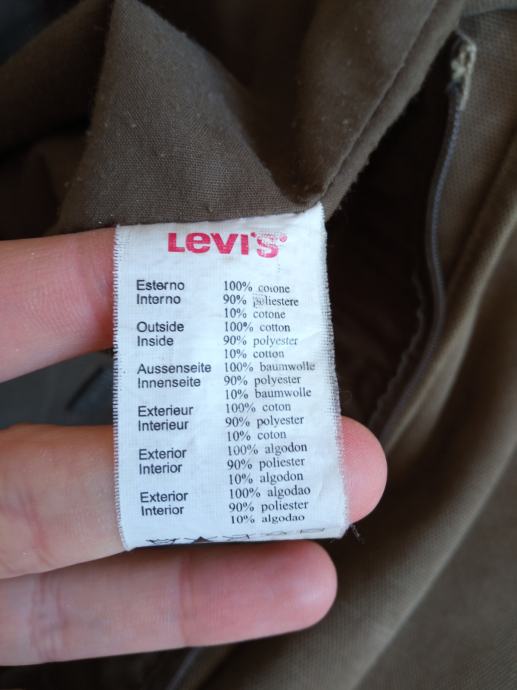 Levi's®
Esterno 100% cotone
Interno 90% poliestere
10% cotone
Outside 100% cotton
Inside 90% polyester
10% cotton
Aussenseite 100% baumwolle
Innenseite 90% polyester
10% baumwolle
Exterieur 100% coton
Interieur 90% polyester
10% coton
Exterior 100% algodon
Interior 90% poliester
10% algodon
Exterior 100% algodao
Interior 90% poliester
10% algodao